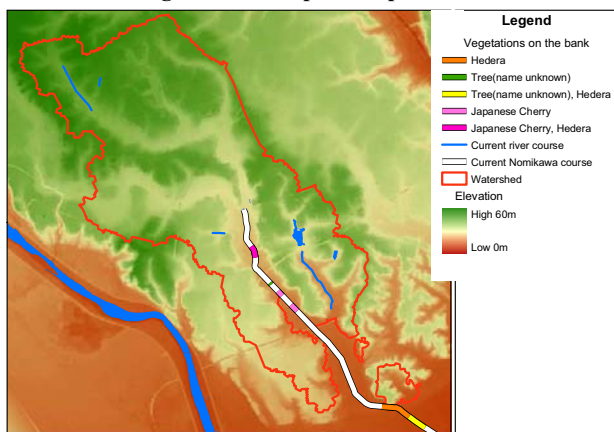 Legend
Vegetations on the bank
Hedera
Tree(name unknown)
Tree(name unknown), Hedera
Japanese Cherry
Japanese Cherry, Hedera
Current river course
Current Nomikawa course
Watershed
Elevation
High 60m
Low 0m